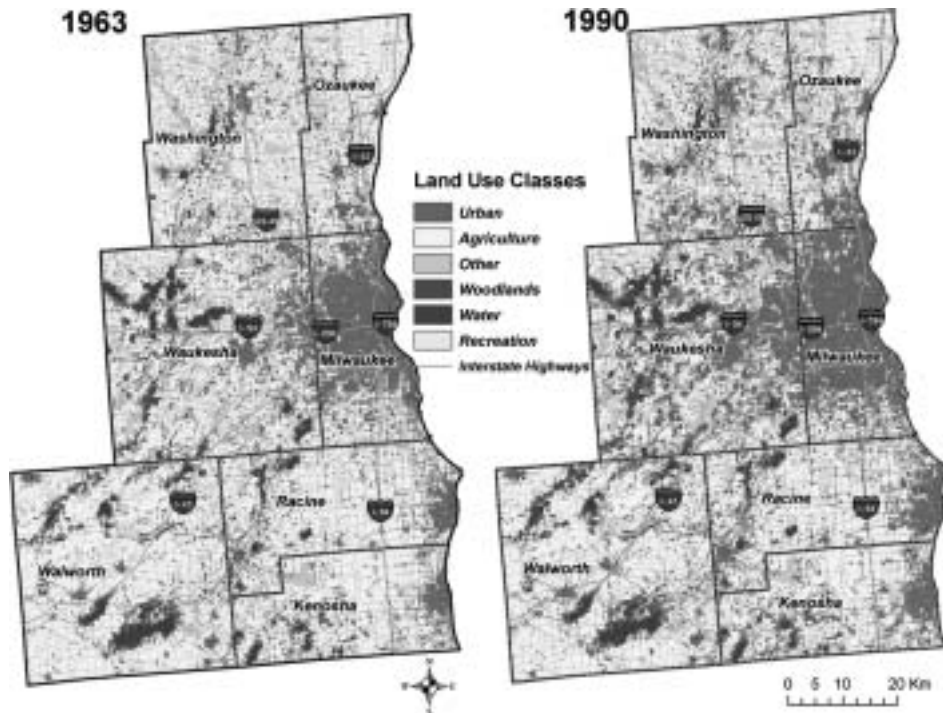 1963
1990
Ozaukee
Washington
Waukesha
Milwaukee
Racine
Walworth
Kenosha
Land Use Classes
Urban
Agriculture
Other
Woodlands
Water
Recreation
Interstate Highways
Ozaukee
Washington
Waukesha
Milwaukee
Racine
Walworth
Kenosha
0 5 10 20 Km